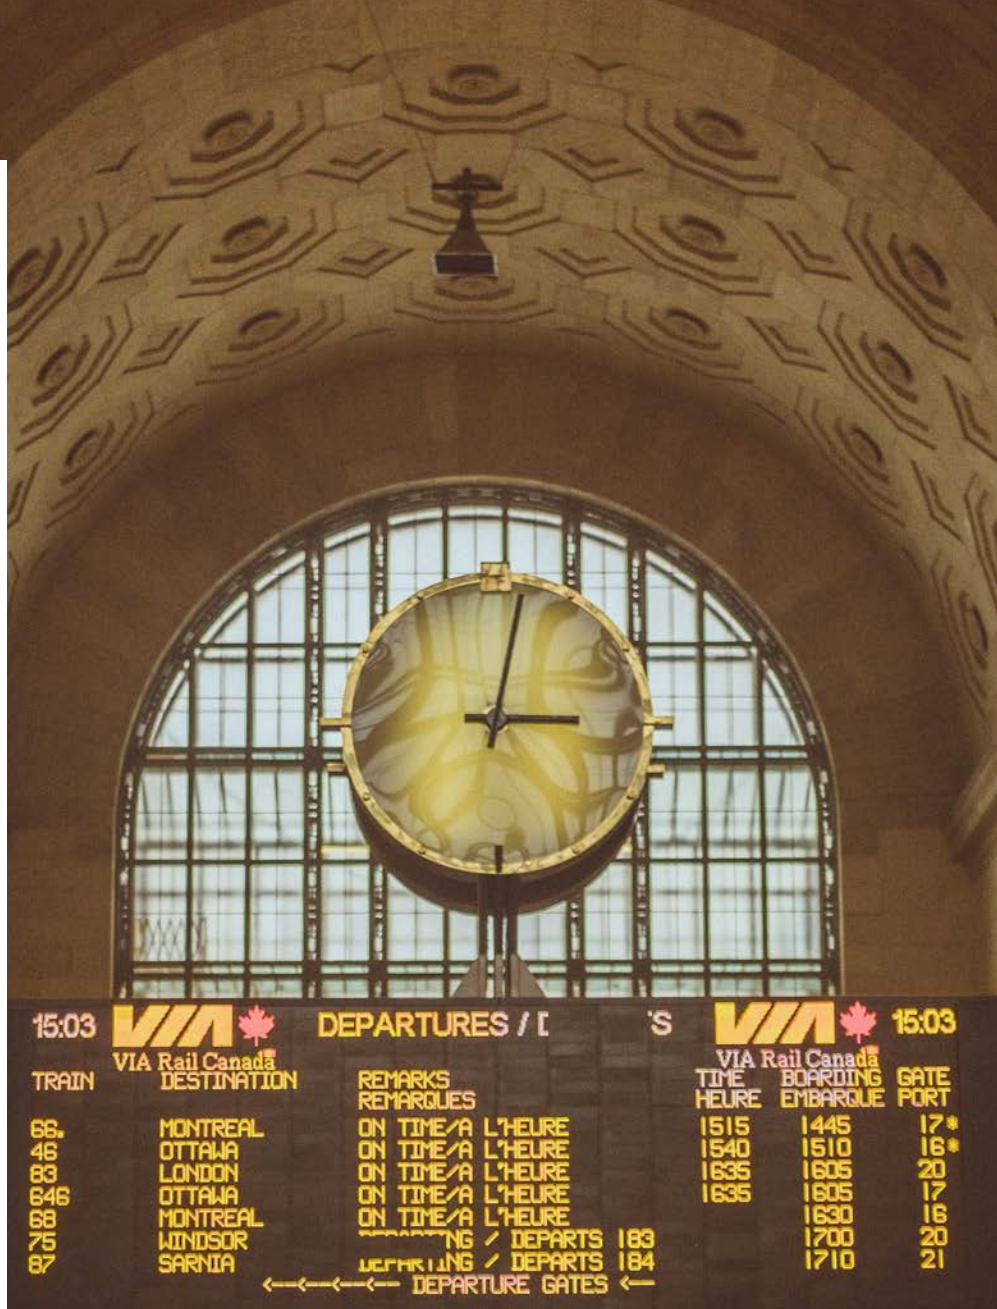 15:03 VIA DEPARTURES / 'S VIA 15:03
VIA Rail Canada VIA Rail Canada
TRAIN DESTINATION REMARKS TIME BOARDING GATE
REMARQUES HEURE EMBARQUE PORT
66. MONTREAL ON TIME/A L'HEURE 1515 1445 17*
46 OTTAWA ON TIME/A L'HEURE 1540 1510 16*
83 LONDON ON TIME/A L'HEURE 1635 1605 20
646 OTTAWA ON TIME/A L'HEURE 1635 1605 17
68 MONTREAL ON TIME/A L'HEURE 1630 16
75 WINDSOR NG / DEPARTS 183 1700 20
87 SARNIA NG / DEPARTS 184 1710 21
<--<--<--<-- DEPARTURE GATES <--